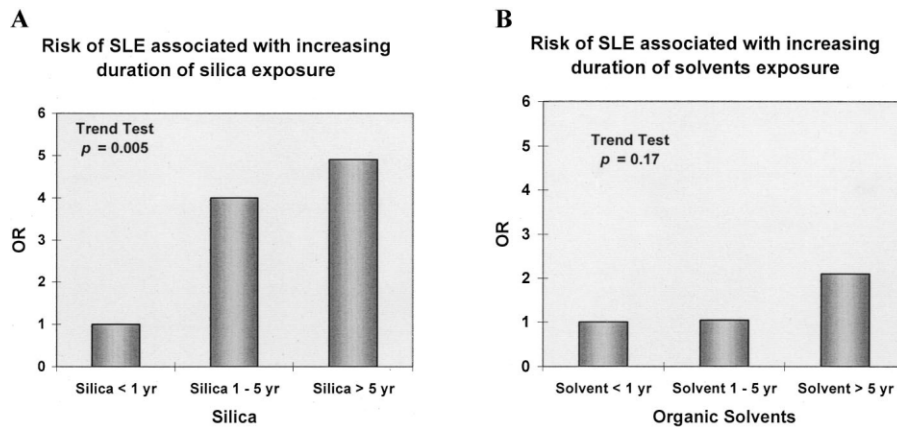 A
Risk of SLE associated with increasing
duration of silica exposure
Trend Test
p = 0.005
6
5
4
3
2
1
0
OR
Silica < 1 yr
Silica 1 - 5 yr
Silica > 5 yr
Silica
B
Risk of SLE associated with increasing
duration of solvents exposure
Trend Test
p = 0.17
6
5
4
3
2
1
0
OR
Solvent < 1 yr
Solvent 1 - 5 yr
Solvent > 5 yr
Organic Solvents